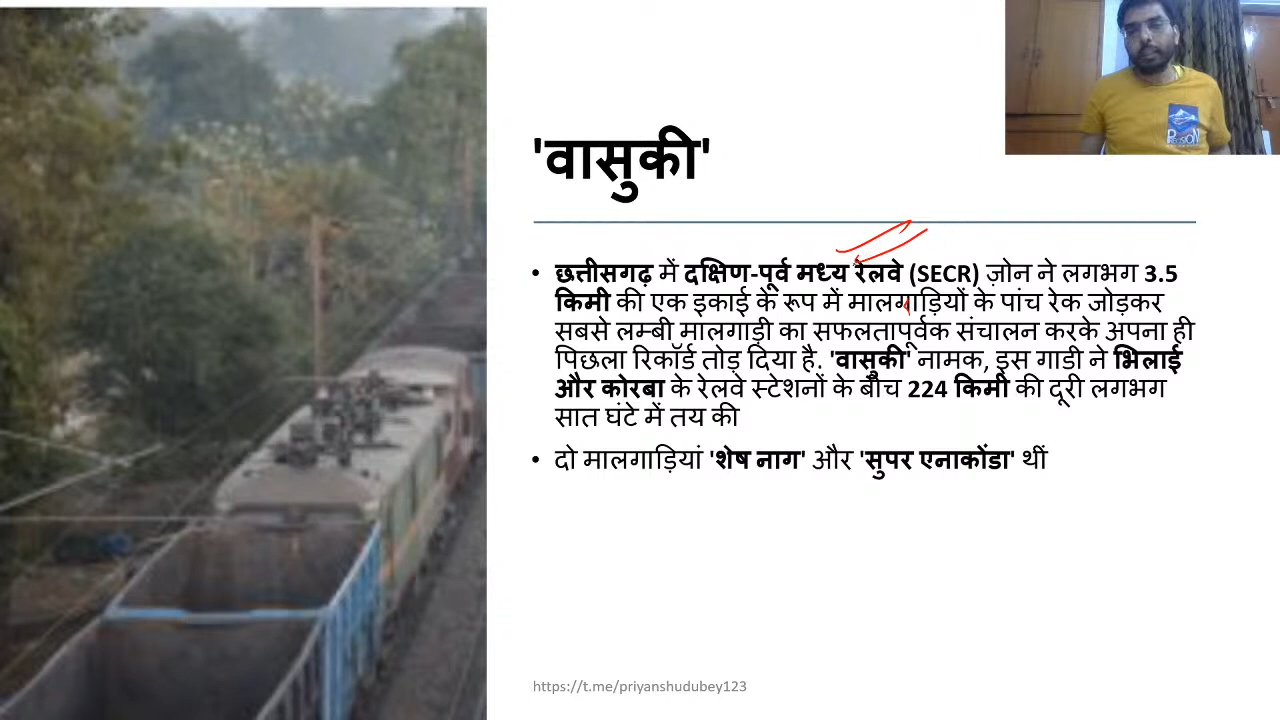 'वासुकी'
• छत्तीसगढ़ में दक्षिण-पूर्व मध्य रेलवे (SECR) ज़ोन ने लगभग 3.5
किमी की एक इकाई के रूप में मालगाड़ियों के पांच रेक जोड़कर
सबसे लम्बी मालगाड़ी का सफलतापूर्वक संचालन करके अपना ही
पिछला रिकॉर्ड तोड़ दिया है. 'वासुकी' नामक, इस गाडी ने भिलाई
और कोरबा के रेलवे स्टेशनों के बीच 224 किमी की दूरी लगभग
सात घंटे में तय की
• दो मालगाड़ियां 'शेष नाग' और 'सुपर एनाकोंडा' थीं
https://t.me/priyanshudubey123